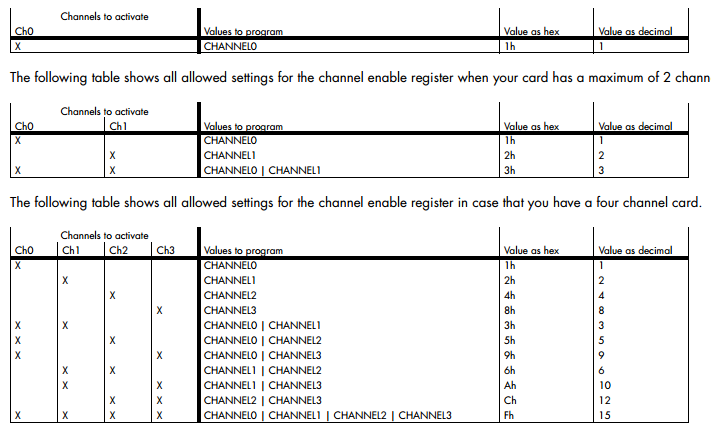 Channels to activate
Ch0 Values to program Value as hex Value as decimal
X CHANNEL0 1h 1
The following table shows all allowed settings for the channel enable register when your card has a maximum of 2 chann
Channels to activate
Ch0 Ch1 Values to program Value as hex Value as decimal
X CHANNEL0 1h 1
X CHANNEL1 2h 2
X X CHANNEL0 | CHANNEL1 3h 3
The following table shows all allowed settings for the channel enable register in case that you have a four channel card.
Channels to activate
Ch0 Ch1 Ch2 Ch3 Values to program Value as hex Value as decimal
X CHANNEL0 1h 1
X CHANNEL1 2h 2
X CHANNEL2 4h 4
X CHANNEL3 8h 8
X X CHANNEL0 | CHANNEL1 3h 3
X X CHANNEL0 | CHANNEL2 5h 5
X X CHANNEL0 | CHANNEL3 9h 9
X X CHANNEL1 | CHANNEL2 6h 6
X X CHANNEL1 | CHANNEL3 Ah 10
X X CHANNEL2 | CHANNEL3 Ch 12
X X X X CHANNEL0 | CHANNEL1 | CHANNEL2 | CHANNEL3 Fh 15